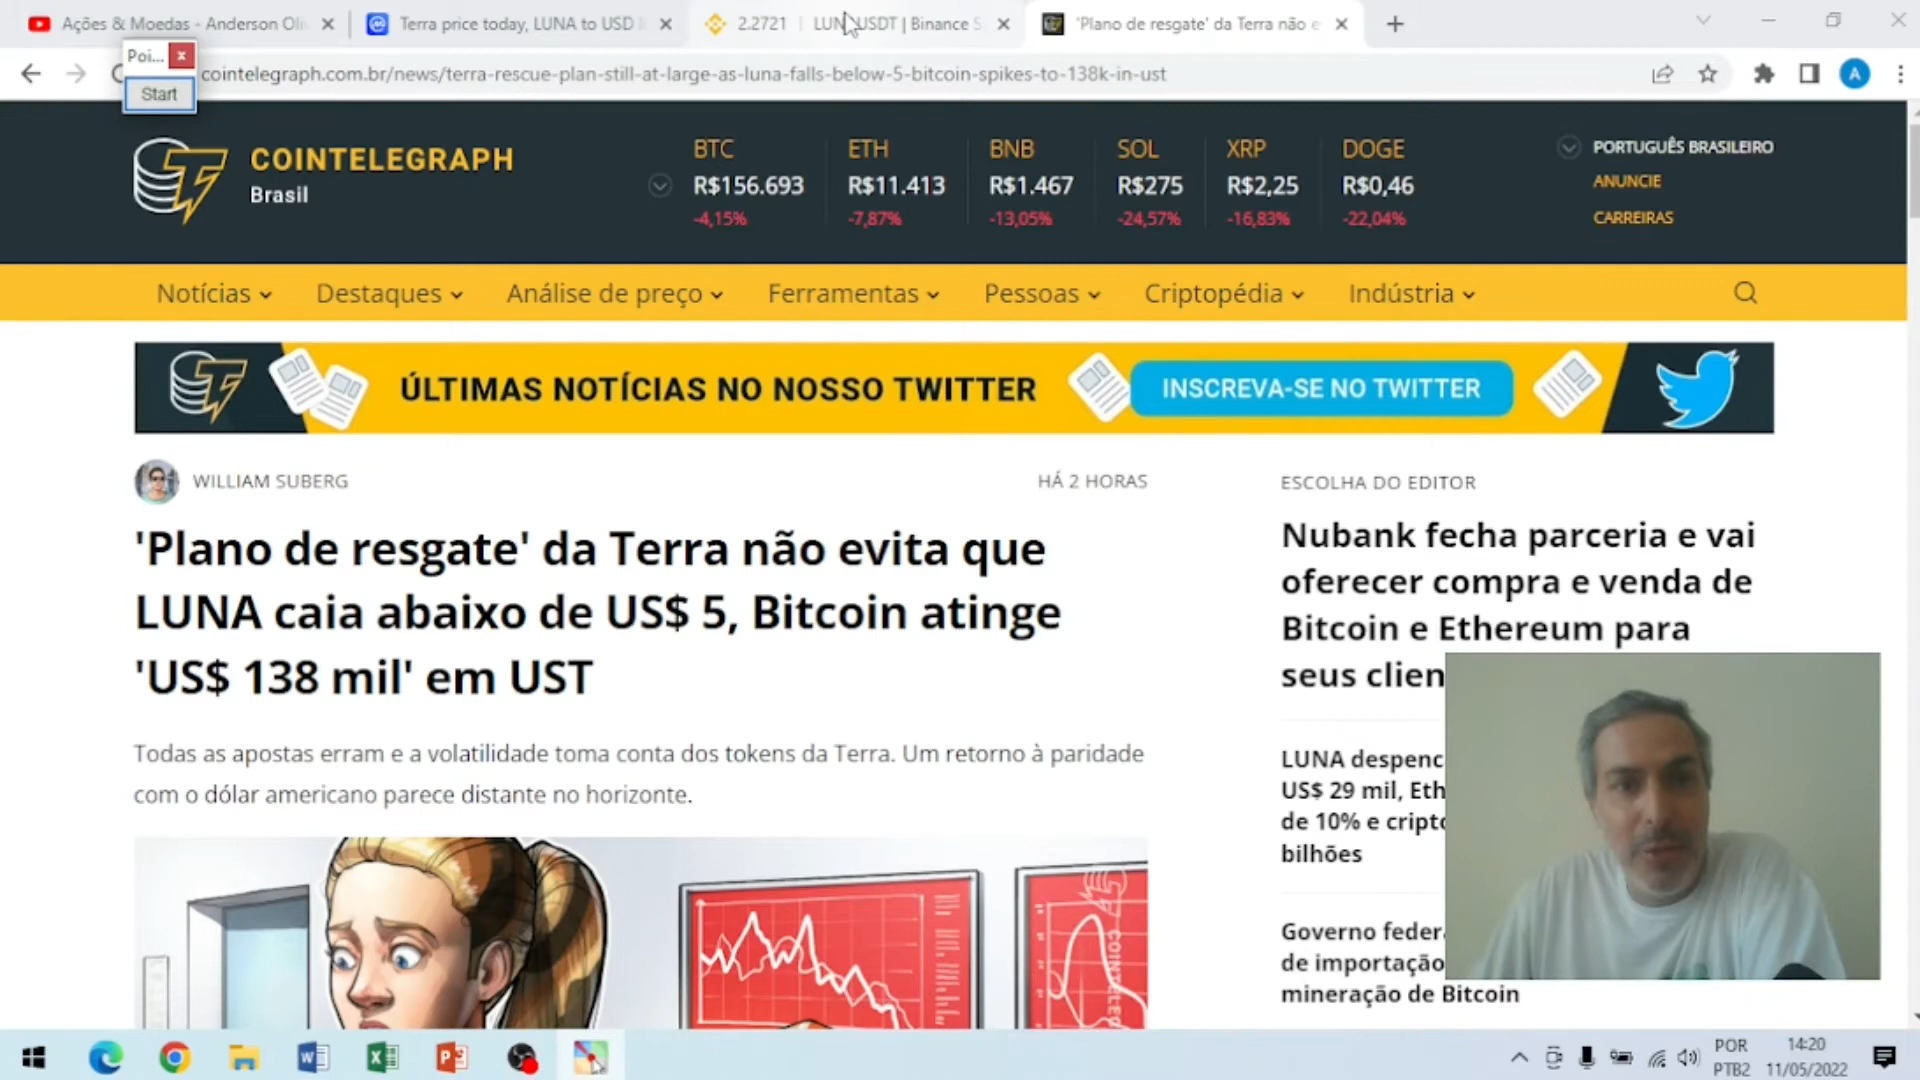 Ações & Moedas - Anderson Oli
Terra price today, LUNA to USD li
2.2721 | LUNAUSDT | Binance S
'Plano de resgate' da Terra não e
Poi...
Start
cointelegraph.com.br/news/terra-rescue-plan-still-at-large-as-luna-falls-below-5-bitcoin-spikes-to-138k-in-ust
A
COINTELEGRAPH
Brasil
BTC
R$156.693
-4,15%
ETH
R$11.413
-7,87%
BNB
R$1.467
-13,05%
SOL
R$275
-24,57%
XRP
R$2,25
-16,83%
DOGE
R$0,46
-22,04%
PORTUGUÊS BRASILEIRO
ANUNCIE
CARREIRAS
Notícias
Destaques
Análise de preço
Ferramentas
Pessoas
Criptopédia
Indústria
ÚLTIMAS NOTÍCIAS NO NOSSO TWITTER
INSCREVA-SE NO TWITTER
WILLIAM SUBERG
HÁ 2 HORAS
'Plano de resgate' da Terra não evita que
LUNA caia abaixo de US$ 5, Bitcoin atinge
'US$ 138 mil' em UST
Todas as apostas erram e a volatilidade toma conta dos tokens da Terra. Um retorno à paridade
com o dólar americano parece distante no horizonte.
ESCOLHA DO EDITOR
Nubank fecha parceria e vai
oferecer compra e venda de
Bitcoin e Ethereum para
seus clien
LUNA despenc
US$ 29 mil, Eth
de 10% e cripto
bilhões
Governo federa
de importação
mineração de Bitcoin
COINTELEG
POR
PTB2
14:20
11/05/2022